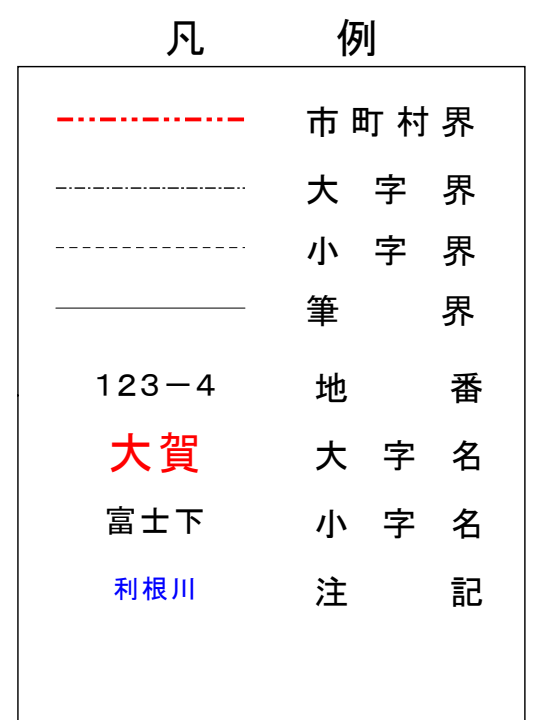 凡例
市町村界
大字界
小字界
筆界
123-4 地番
大賀 大字名
富士下 小字名
利根川 注記